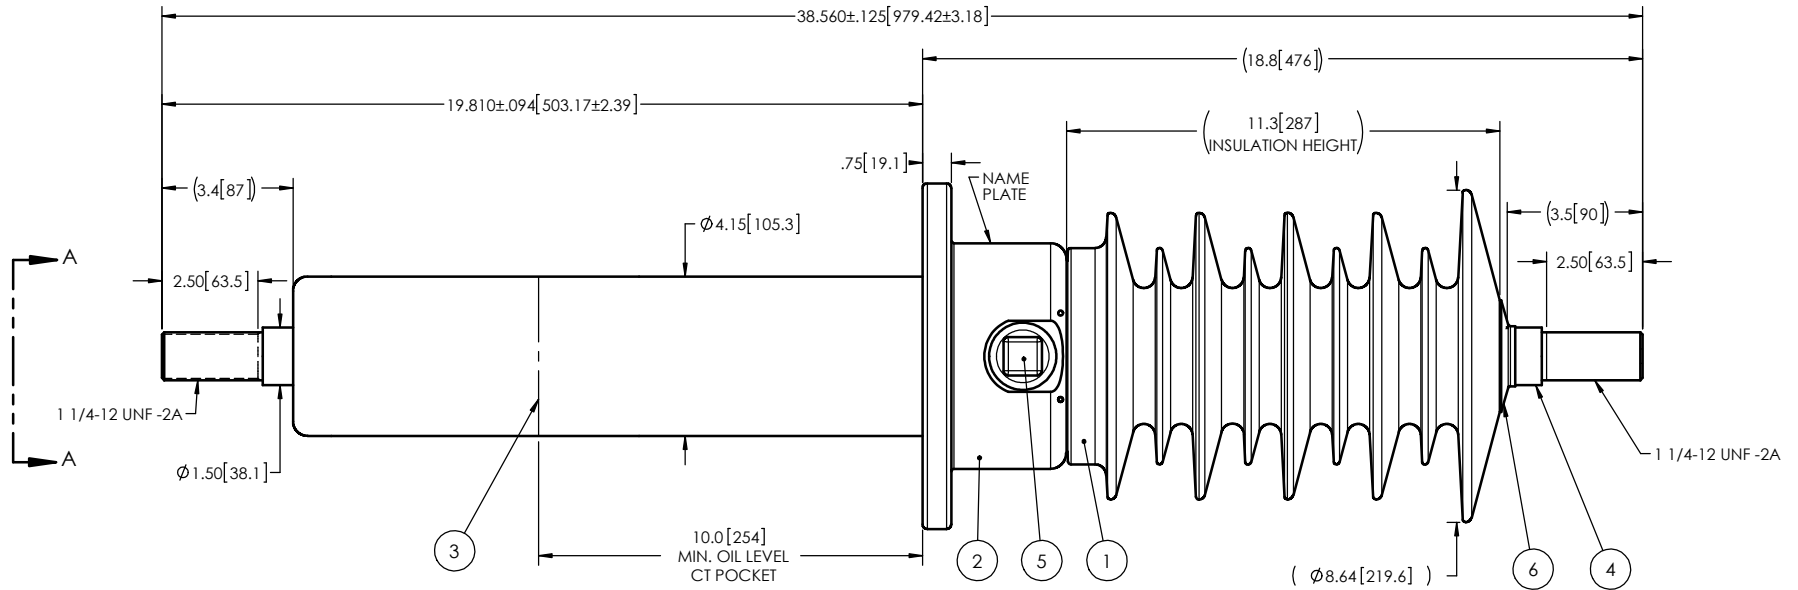 38.560±.125[979.42±3.18]
(18.8[476])
19.810±.094[503.17±2.39]
(11.3[287]
INSULATION HEIGHT)
.75[19.1]
NAME
PLATE
(3.4[87])
Ø4.15[105.3]
(3.5[90])
A
2.50[63.5]
2.50[63.5]
1 1/4-12 UNF -2A
A
Ø1.50[38.1]
1 1/4-12 UNF -2A
3
10.0[254]
MIN. OIL LEVEL
CT POCKET
2
5
1
(Ø8.64[219.6])
6
4